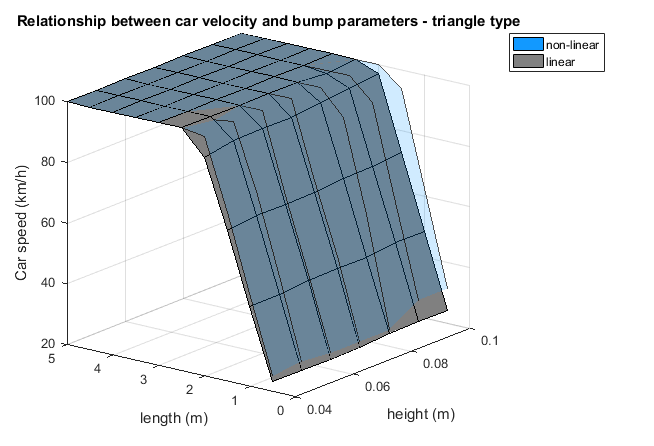 Relationship between car velocity and bump parameters - triangle type
non-linear
linear
100
80
60
40
20
Car speed (km/h)
5
4
3
2
1
0
length (m)
0.04
0.06
0.08
0.1
height (m)